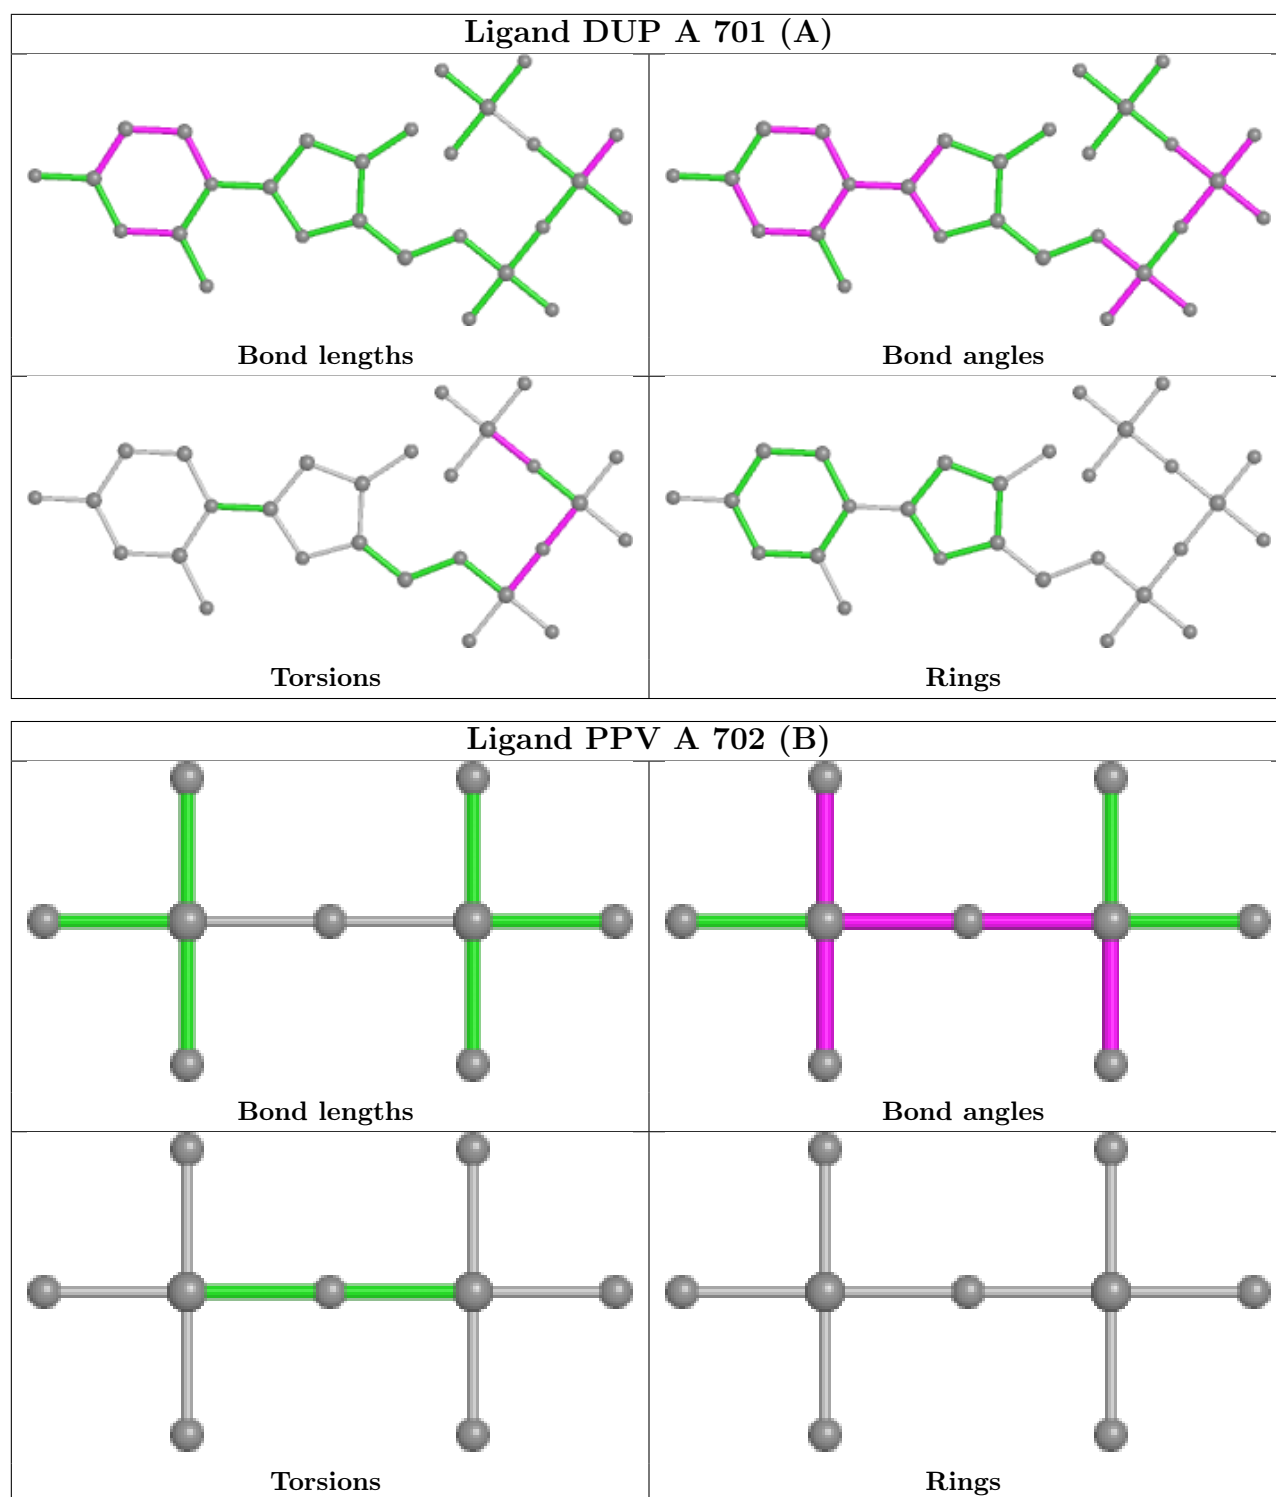 Ligand DUP A 701 (A)
Bond lengths
Bond angles
Torsions
Rings
Ligand PPV A 702 (B)
Bond lengths
Bond angles
Torsions
Rings